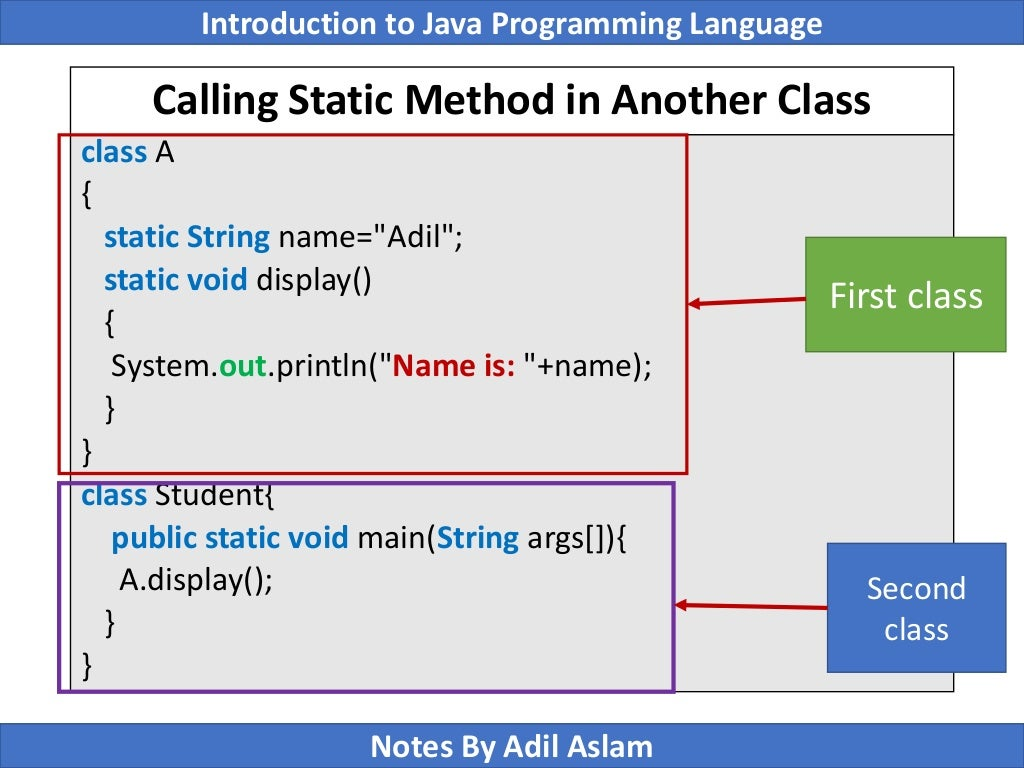 Introduction to Java Programming Language
Calling Static Method in Another Class
class A
{
static String name="Adil";
static void display()
{
System.out.println("Name is: "+name);
}
}
First class
class Student{
public static void main(String args[]){
A.display();
}
}
Second
class
Notes By Adil Aslam